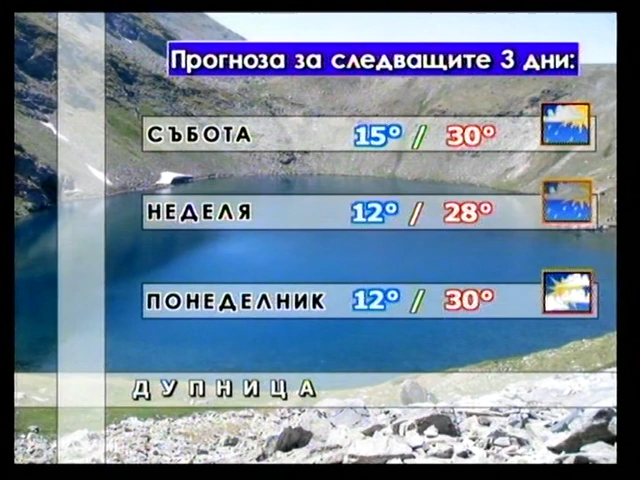 Прогноза за следващите 3 дни:
СЪБОТА 15° / 30°
НЕДЕЛЯ 12° / 28°
ПОНЕДЕЛНИК 12° / 30°
ДУПНИЦА